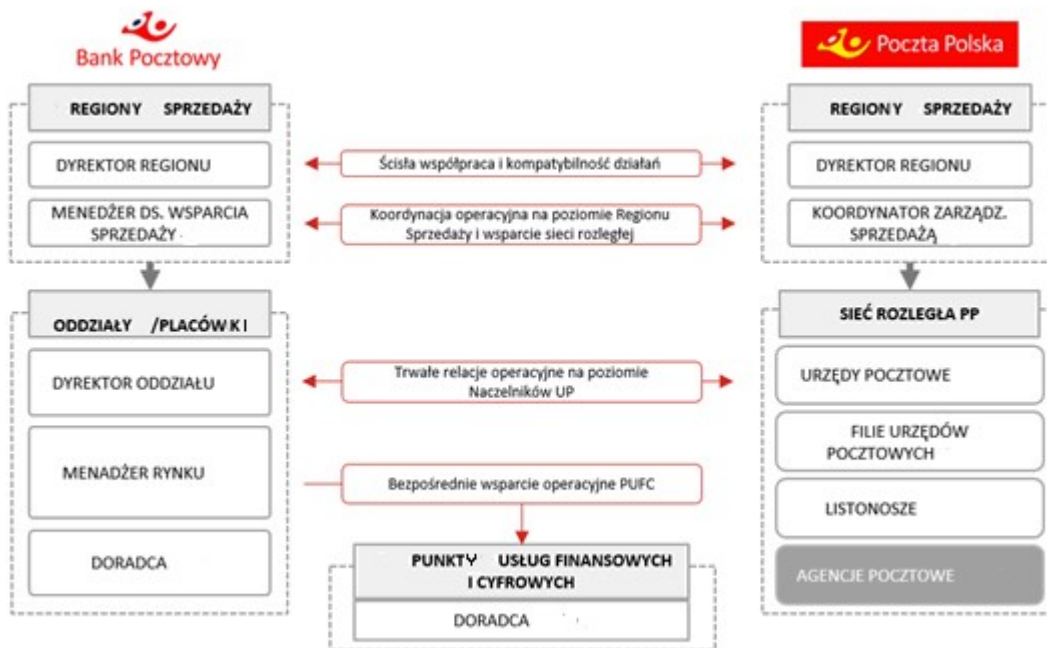 Bank Pocztowy
Poczta Polska
REGIONY SPRZEDAŻY
REGIONY SPRZEDAŻY
DYREKTOR REGIONU
Ścisła współpraca i kompatybilność działań
DYREKTOR REGIONU
MENEDŻER DS. WSPARCIA
SPRZEDAŻY
Koordynacja operacyjna na poziomie Regionu
Sprzedaży i wsparcie sieci rozległej
KOORDYNATOR ZARZĄDZ.
SPRZEDAŻĄ
ODDZIAŁY /PLACÓWKI
SIEĆ ROZLEGŁA PP
DYREKTOR ODDZIAŁU
Trwałe relacje operacyjne na poziomie
Naczelników UP
URZĘDY POCZTOWE
FILIE URZĘDÓW
POCZTOWYCH
MENADŻER RYNKU
Bezpośrednie wsparcie operacyjne PUFC
LISTONOSZE
DORADCA
PUNKTY USŁUG FINANSOWYCH
I CYFROWYCH
DORADCA
AGENCJE POCZTOWE